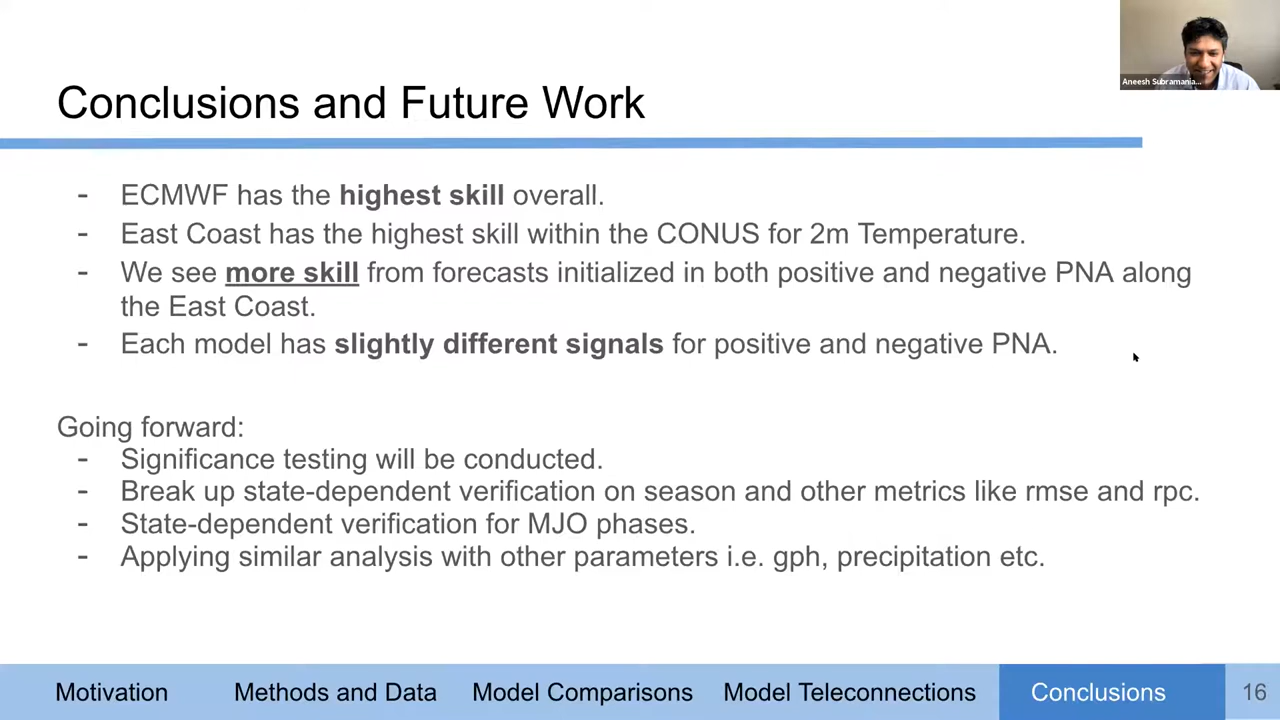 Aneesh Subramania...
Conclusions and Future Work
- ECMWF has the highest skill overall.
- East Coast has the highest skill within the CONUS for 2m Temperature.
- We see more skill from forecasts initialized in both positive and negative PNA along
the East Coast.
- Each model has slightly different signals for positive and negative PNA.
Going forward:
- Significance testing will be conducted.
- Break up state-dependent verification on season and other metrics like rmse and rpc.
- State-dependent verification for MJO phases.
- Applying similar analysis with other parameters i.e. gph, precipitation etc.
Motivation Methods and Data Model Comparisons Model Teleconnections Conclusions 16